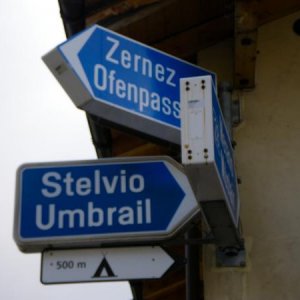 Zernez
Ofenpass
Stelvio
Umbrail
500 m